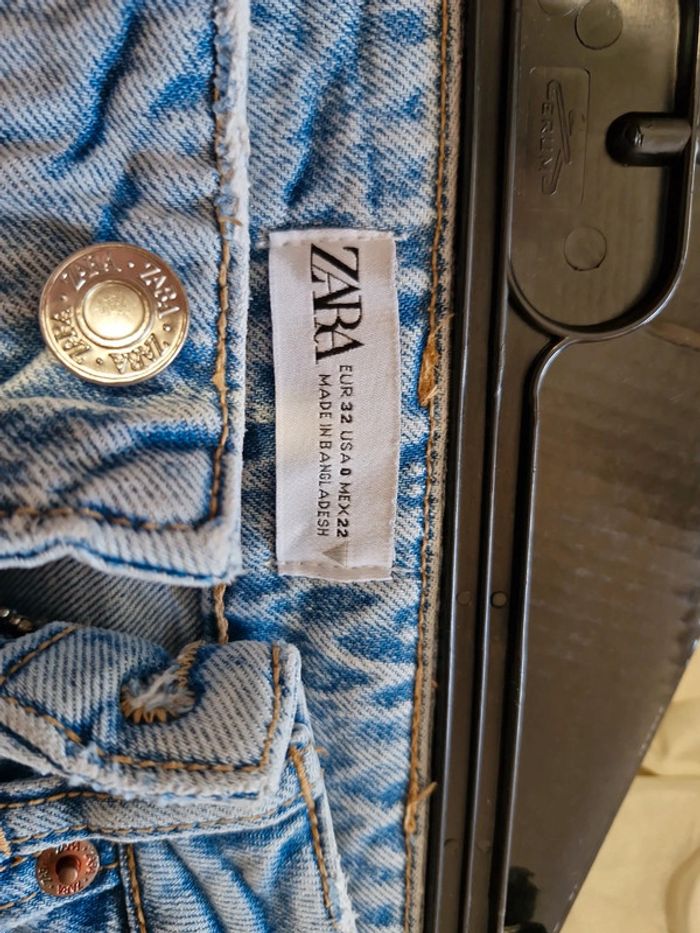 ZARA
EUR 32 USA 0 MEX 22
MADE IN BANGLADESH
ZARA • ZARA • ZARA • ZARA •